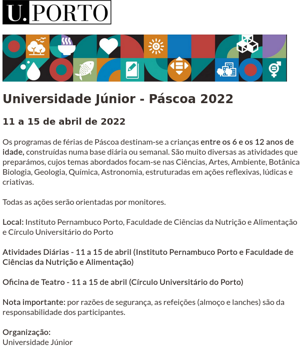 U.PORTO
Universidade Júnior - Páscoa 2022
11 a 15 de abril de 2022
Os programas de férias de Páscoa destinam-se a crianças entre os 6 e os 12 anos de
idade, construídas numa base diária ou semanal. São muito diversas as atividades que
preparámos, cujos temas abordados focam-se nas Ciências, Artes, Ambiente, Botânica
Biologia, Geologia, Química, Astronomia, estruturadas em ações reflexivas, lúdicas e
criativas.
Todas as ações serão orientadas por monitores.
Local: Instituto Pernambuco Porto, Faculdade de Ciências da Nutrição e Alimentação
e Círculo Universitário do Porto
Atividades Diárias - 11 a 15 de abril (Instituto Pernambuco Porto e Faculdade de
Ciências da Nutrição e Alimentação)
Oficina de Teatro - 11 a 15 de abril (Círculo Universitário do Porto)
Nota importante: por razões de segurança, as refeições (almoço e lanches) são da
responsabilidade dos participantes.
Organização:
Universidade Júnior